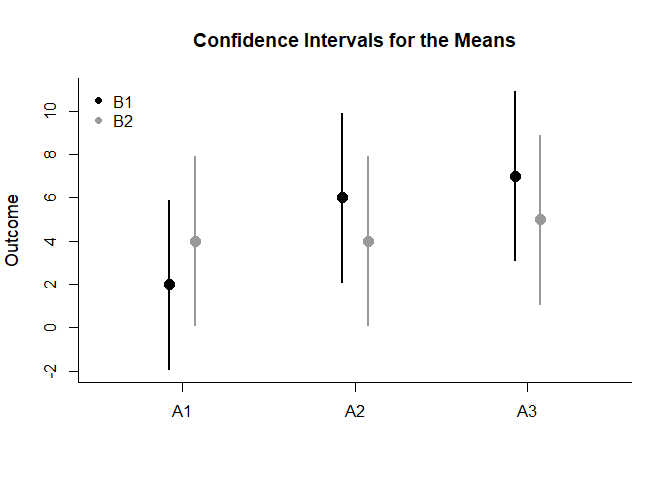 Confidence Intervals for the Means
B1
B2
Outcome
10
8
6
4
2
0
-2
A1 A2 A3